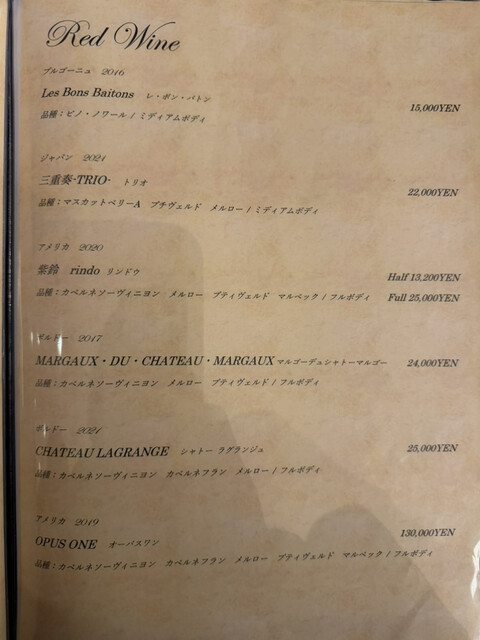 Red Wine
ブルゴーニュ 2016
Les Bons Baitons レ・ボン・バトン
15,000YEN
品種：ピノ・ノワール / ミディアムボディ
ジャパン 2021
三重奏-TRIO- トリオ
22,000YEN
品種：マスカットベリーA プチヴェルド メルロー / ミディアムボディ
アメリカ 2020
紫鈴 rindo リンドウ
Half 13,200YEN
品種：カベルネソーヴィニヨン メルロー プティヴェルド マルベック / フルボディ
Full 25,000YEN
ボルドー 2017
MARGAUX・DU・CHATEAU・MARGAUX マルゴーデュシャトーマルゴー
24,000YEN
品種：カベルネソーヴィニヨン メルロー プティヴェルド / フルボディ
ボルドー 2021
CHATEAU LAGRANGE シャトー ラグランジュ
25,000YEN
品種：カベルネソーヴィニヨン カベルネフラン メルロー / フルボディ
アメリカ 2019
OPUS ONE オーパスワン
130,000YEN
品種：カベルネソーヴィニヨン カベルネフラン メルロー プティヴェルド マルベック / フルボディ